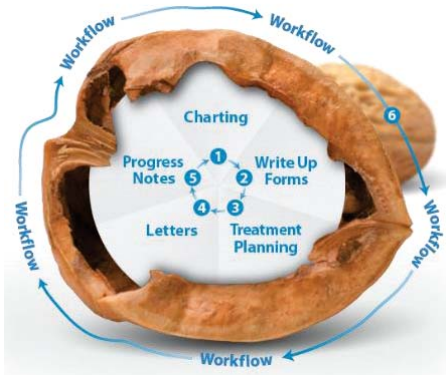 Workflow
Workflow
6
Workflow
Workflow
Workflow
Workflow
Charting
1
Write Up
Forms
2
Treatment
Planning
3
Letters
4
Progress
Notes
5